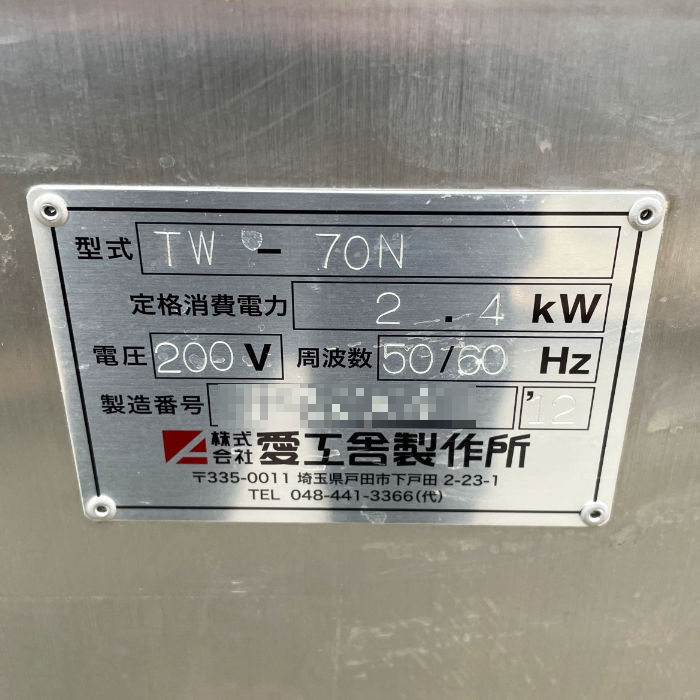 型式 TW - 70N
定格消費電力 2.4 kW
電圧 200 V 周波数 50/60 Hz
製造番号 '12
株式会社 愛工舎製作所
〒335-0011 埼玉県戸田市下戸田 2-23-1
TEL 048-441-3366(代)